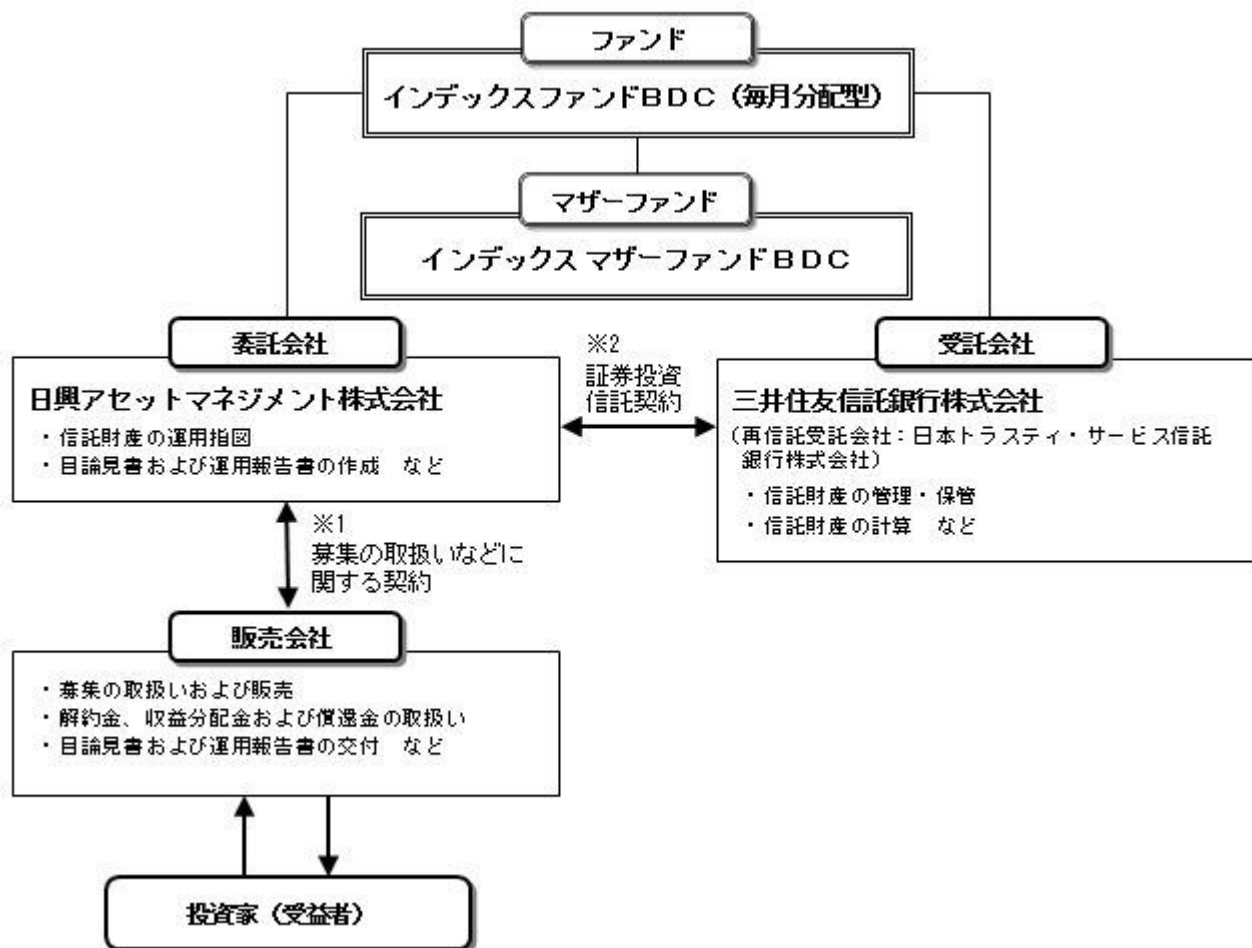 ファンド
インデックスファンドBDC（毎月分配型）
マザーファンド
インデックス マザーファンドBDC
委託会社
日興アセットマネジメント株式会社
・信託財産の運用指図
・目論見書および運用報告書の作成　など
※2
証券投資
信託契約
受託会社
三井住友信託銀行株式会社
（再信託受託会社：日本トラスティ・サービス信託
銀行株式会社）
・信託財産の管理・保管
・信託財産の計算　など
※1
募集の取扱いなどに
関する契約
販売会社
・募集の取扱いおよび販売
・解約金、収益分配金および償還金の取扱い
・目論見書および運用報告書の交付　など
投資家（受益者）